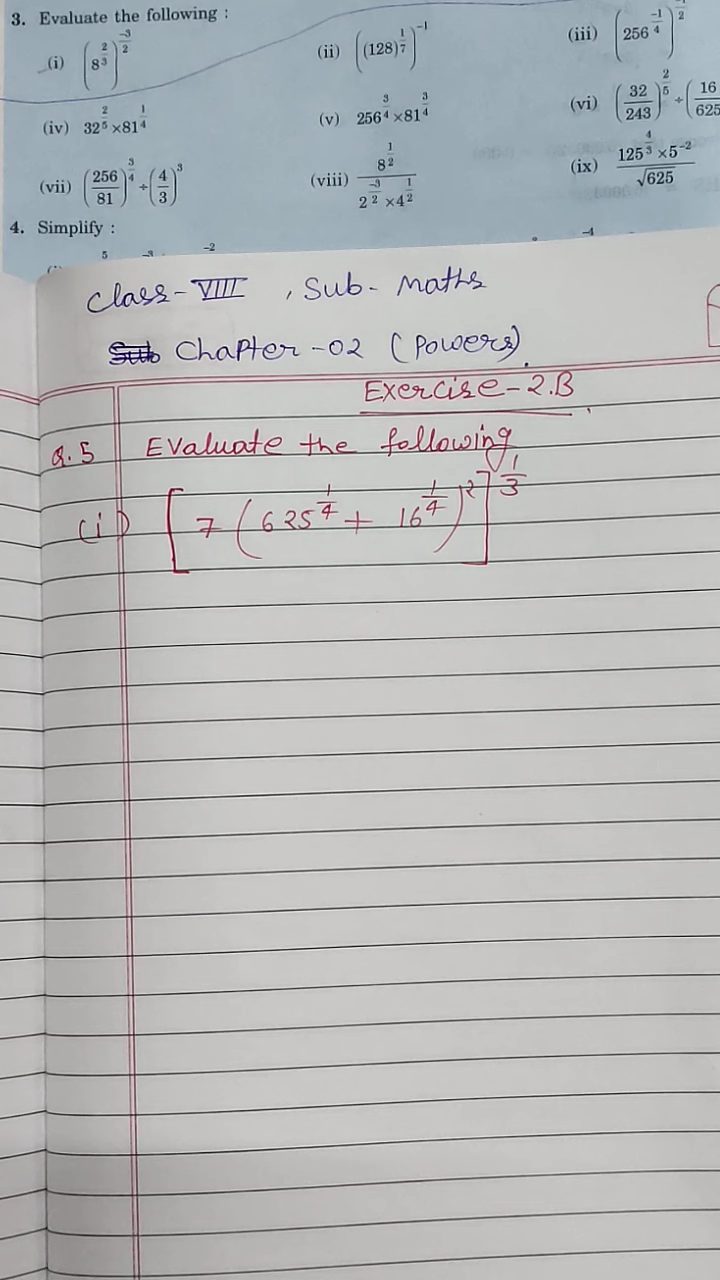 3. Evaluate the following :
(i) (8^(2/3))^(-3/2) (ii) ((128)^(1/7))^(-1) (iii) (256^(-1/4))^(-1/2)
(iv) 32^(2/5) ×81^(1/4) (v) 256^(3/4) ×81^(3/4) (vi) (32/243)^(2/5) ÷ (16/625
(vii) (256/81)^(3/4) ÷ (4/3)^3 (viii) 8^(1/2) / 2^(-3/2) ×4^(1/2) (ix) 125^(4/3) ×5^(-2) / √625
4. Simplify :
Class-VIII , Sub- Maths
Chapter-02 (Powers).
Exercise-2.B
Q.5 Evaluate the following
(i) [7 (625^(1/4) + 16^(1/4))^2]^(1/3)